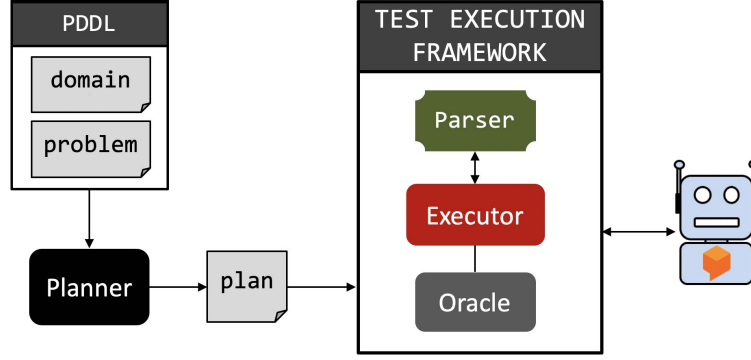 PDDL
domain
problem
Planner
plan
TEST EXECUTION
FRAMEWORK
Parser
Executor
Oracle